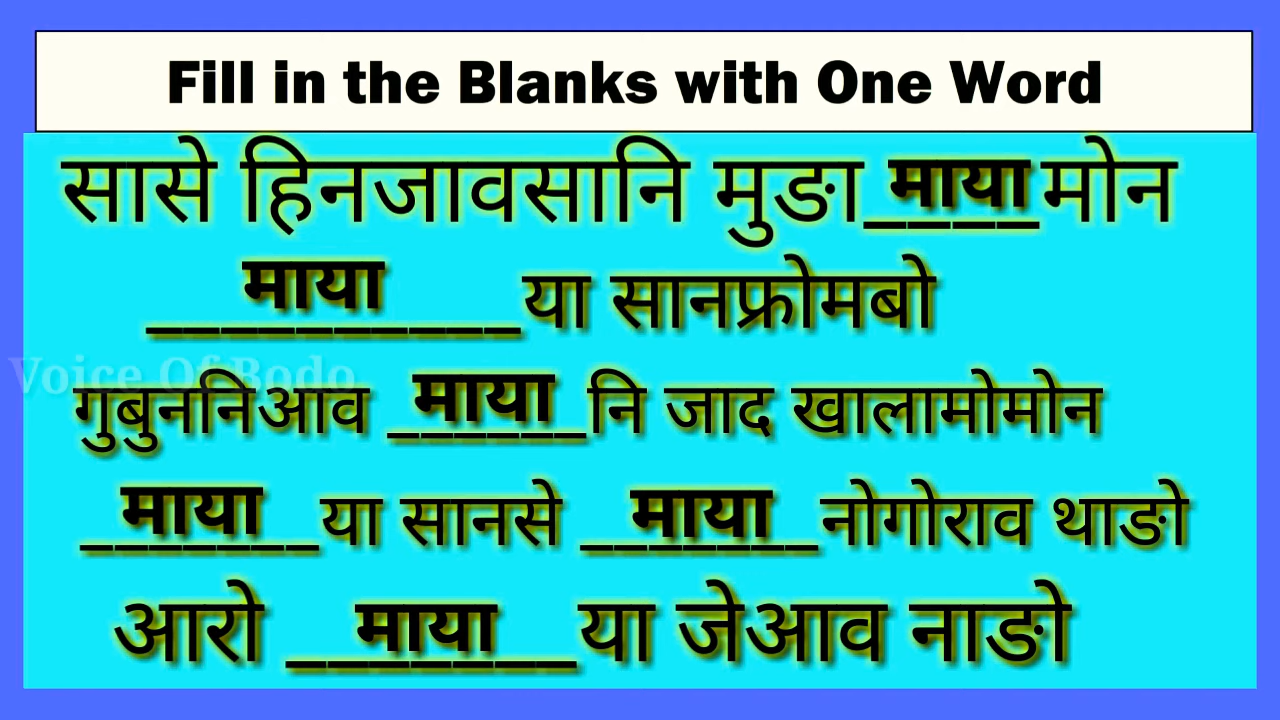 Fill in the Blanks with One Word
सासे हिनजावसानि मुङा माया मोन
माया या सानफ्रोमबो
Voice Of Bodo
गुबुननिआव माया नि जाद खालामोमोन
माया या सानसे माया नोगोराव थाङो
आरो माया या जेआव नाङो